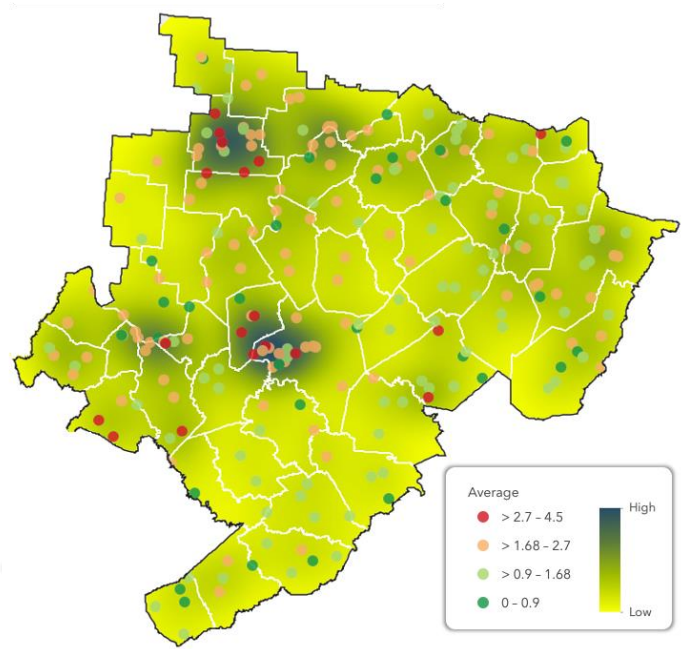 Average
> 2.7 – 4.5
> 1.68 – 2.7
> 0.9 – 1.68
0 – 0.9
High
Low